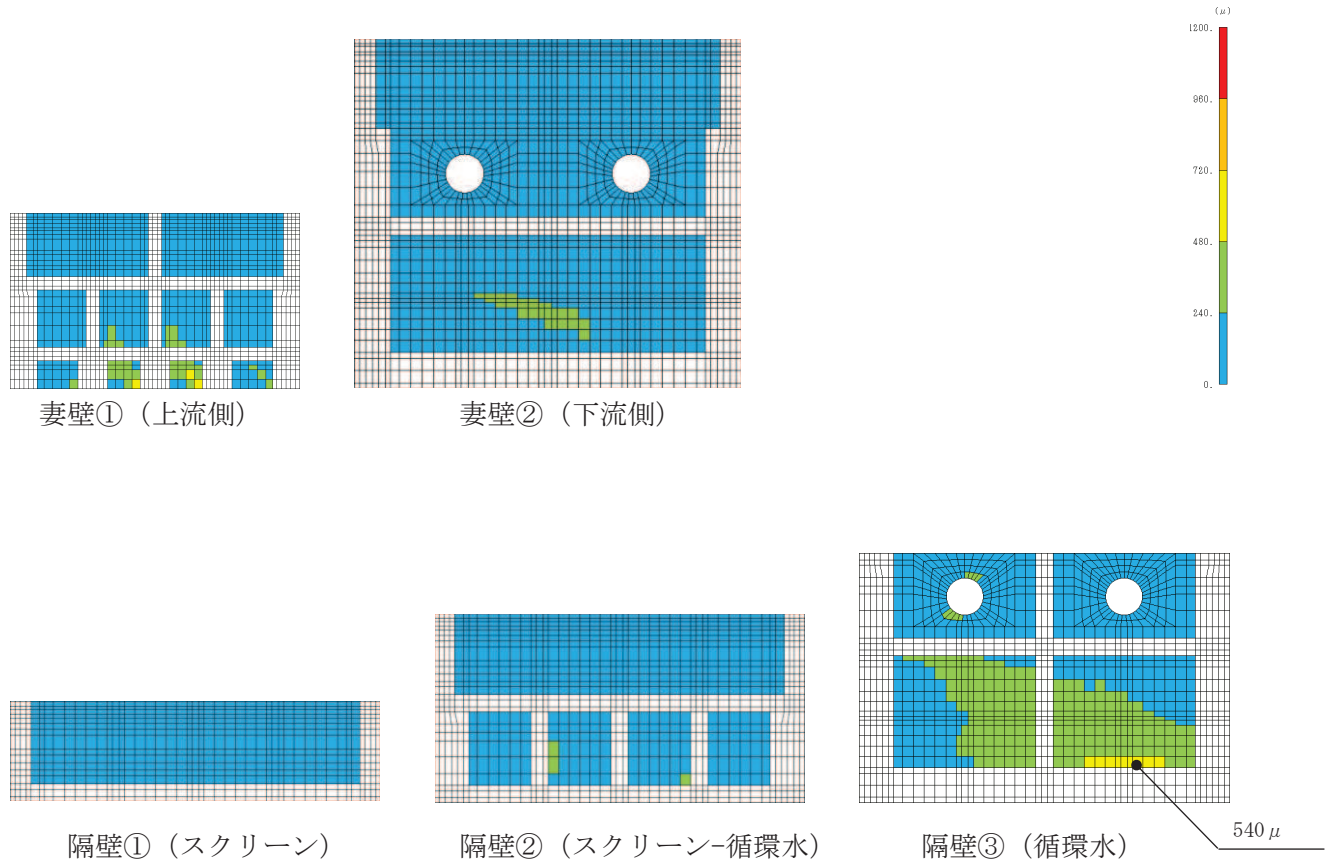 (μ)
1200.
960.
720.
480.
240.
0.
妻壁①（上流側）
妻壁②（下流側）
隔壁①（スクリーン）
隔壁②（スクリーン-循環水）
隔壁③（循環水）
540μ